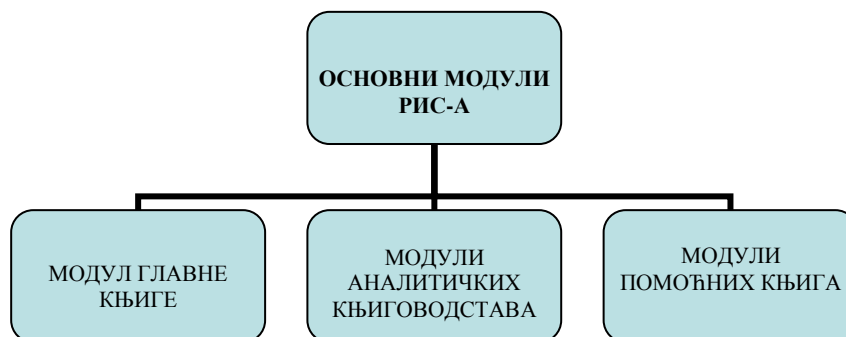 ОСНОВНИ МОДУЛИ
РИС-А
МОДУЛ ГЛАВНЕ
КЊИГЕ
МОДУЛИ
АНАЛИТИЧКИХ
КЊИГОВОДСТАВА
МОДУЛИ
ПОМОЋНИХ КЊИГА